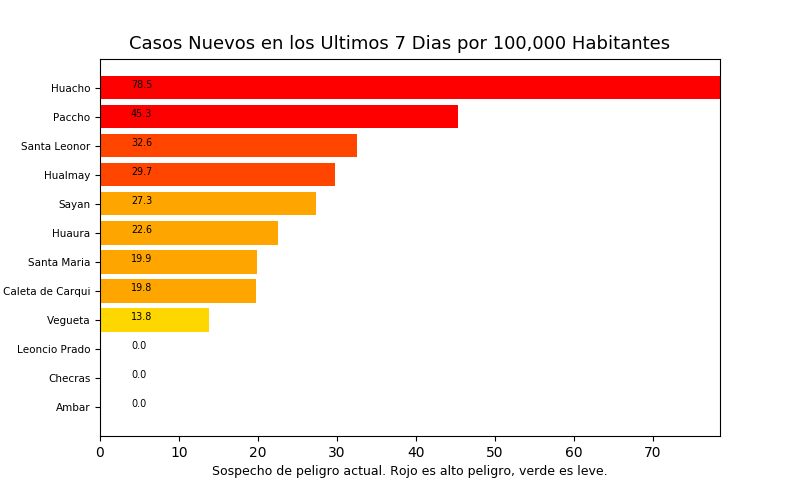 Casos Nuevos en los Ultimos 7 Dias por 100,000 Habitantes
Huacho 78.5
Paccho 45.3
Santa Leonor 32.6
Hualmay 29.7
Sayan 27.3
Huaura 22.6
Santa Maria 19.9
Caleta de Carqui 19.8
Vegueta 13.8
Leoncio Prado 0.0
Checras 0.0
Ambar 0.0
0 10 20 30 40 50 60 70
Sospecho de peligro actual. Rojo es alto peligro, verde es leve.